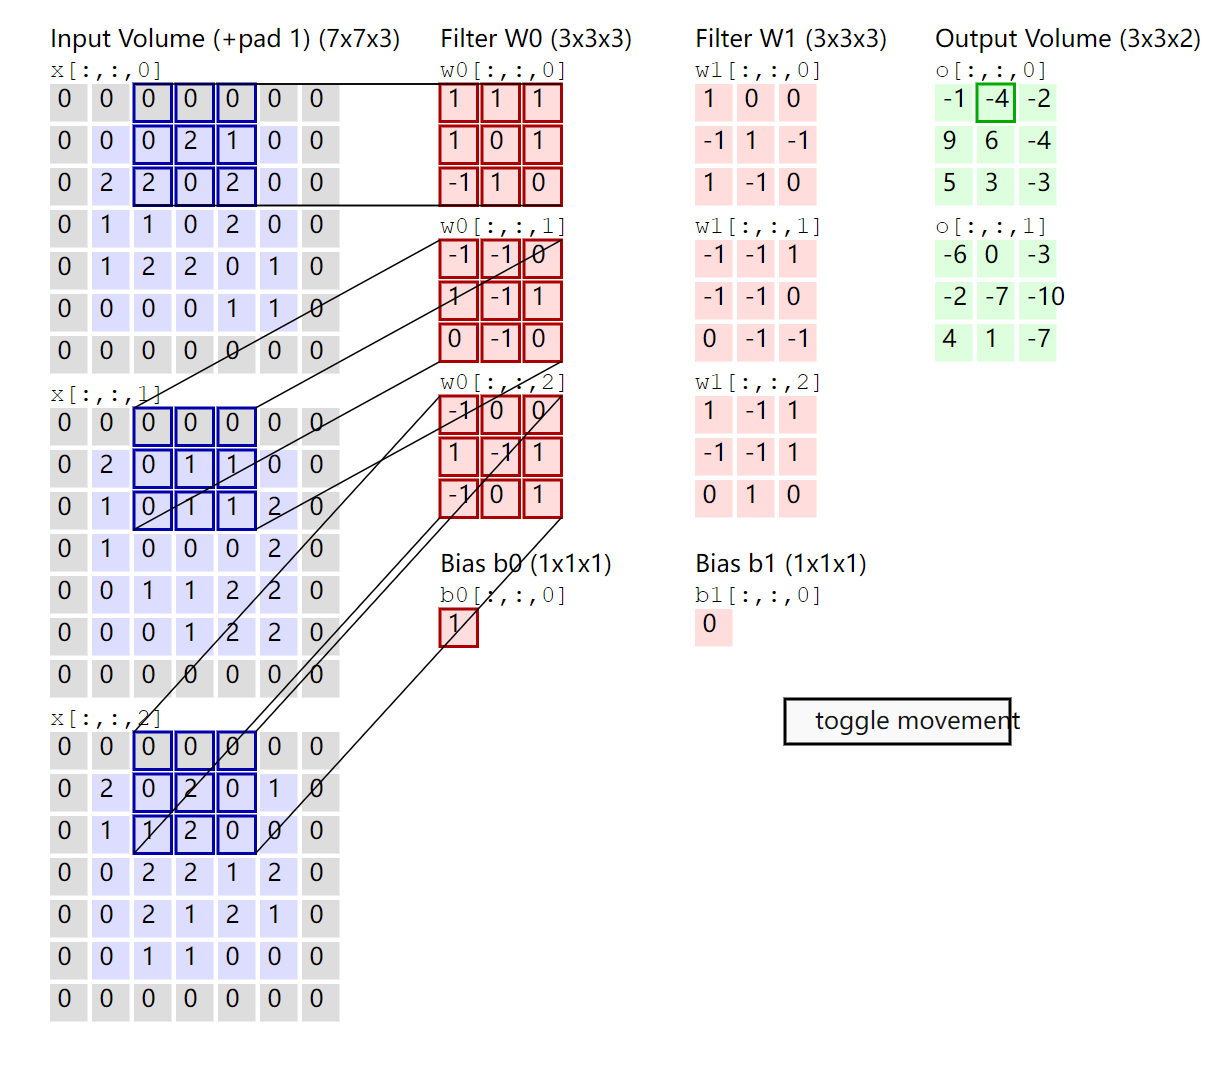 Input Volume (+pad 1) (7x7x3)
x[:,:,0]
0 0 0 0 0 0 0
0 0 0 2 1 0 0
0 2 2 0 2 0 0
0 1 1 0 2 0 0
0 1 2 2 0 1 0
0 0 0 0 1 1 0
0 0 0 0 0 0 0
x[:,:,1]
0 0 0 0 0 0 0
0 2 0 1 1 0 0
0 1 0 1 1 2 0
0 1 0 0 0 2 0
0 0 1 1 2 2 0
0 0 0 1 2 2 0
0 0 0 0 0 0 0
x[:,:,2]
0 0 0 0 0 0 0
0 2 0 2 0 1 0
0 1 1 2 0 0 0
0 0 2 2 1 2 0
0 0 2 1 2 1 0
0 0 1 1 0 0 0
0 0 0 0 0 0 0
Filter W0 (3x3x3)
w0[:,:,0]
1 1 1
1 0 1
-1 1 0
w0[:,:,1]
-1 -1 0
1 -1 1
0 -1 0
w0[:,:,2]
-1 0 0
1 -1 1
-1 0 1
Bias b0 (1x1x1)
b0[:,:,0]
1
Filter W1 (3x3x3)
w1[:,:,0]
1 0 0
-1 1 -1
1 -1 0
w1[:,:,1]
-1 -1 1
-1 -1 0
0 -1 -1
w1[:,:,2]
1 -1 1
-1 -1 1
0 1 0
Bias b1 (1x1x1)
b1[:,:,0]
0
Output Volume (3x3x2)
o[:,:,0]
-1 -4 -2
9 6 -4
5 3 -3
o[:,:,1]
-6 0 -3
-2 -7 -10
4 1 -7
toggle movement